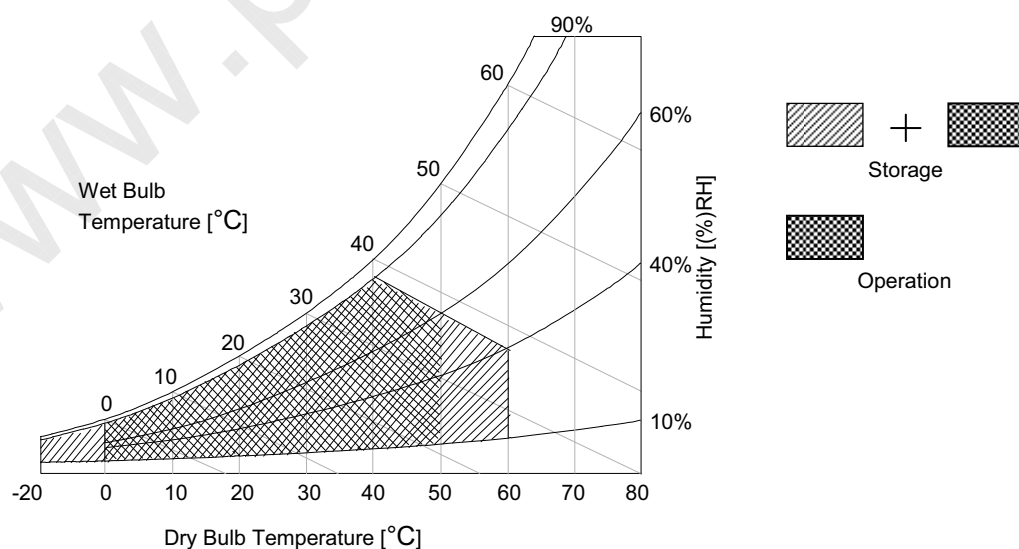 w.p
90%
60
60%
50
Wet Bulb
Temperature [°C]
Storage
40
40%
Humidity [(%)RH]
Operation
30
20
10
0
10%
-20 0 10 20 30 40 50 60 70 80
Dry Bulb Temperature [°C]